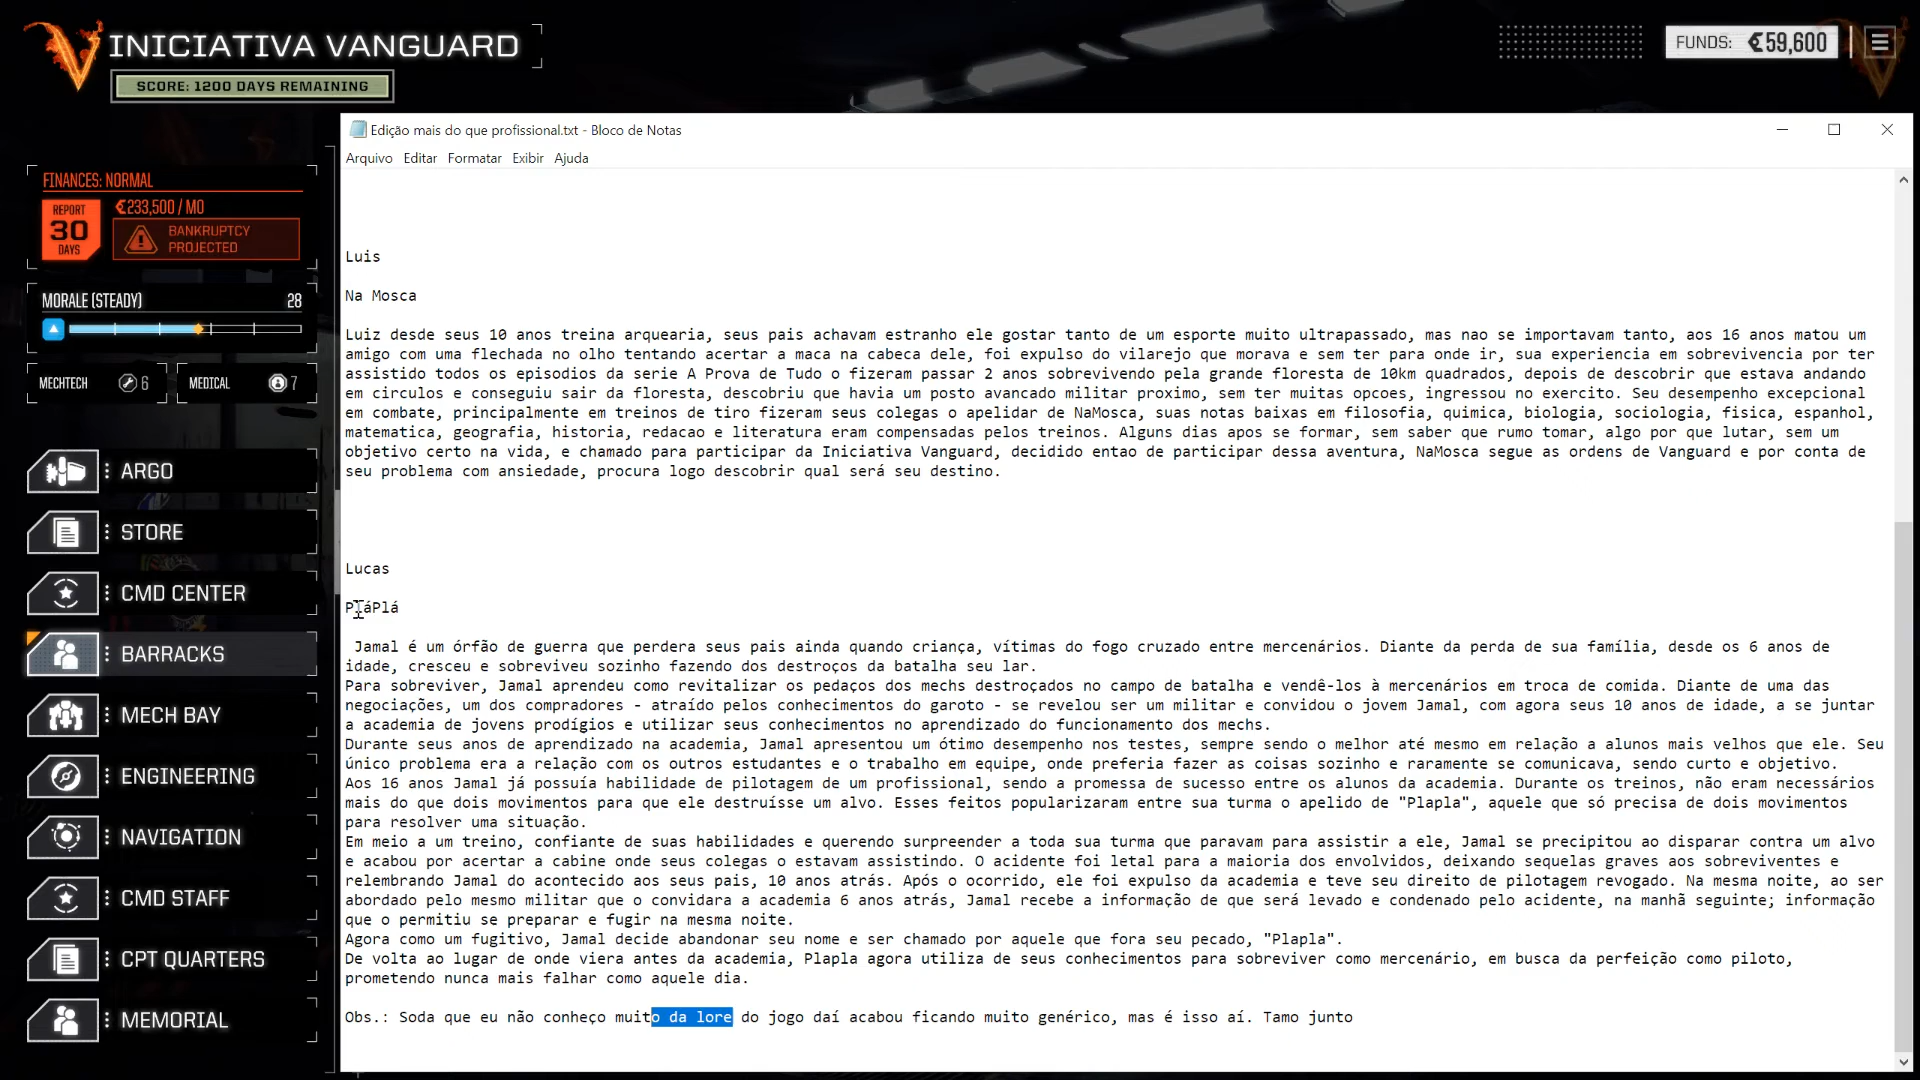 INICIATIVA VANGUARD
SCORE: 1200 DAYS REMAINING
FUNDS: €59,600
FINANCES: NORMAL
REPORT 30 DAYS
€233,500 / MO
BANKRUPTCY PROJECTED
MORALE (STEADY) 28
MECHTECH 6
MEDICAL 7
ARGO
STORE
CMD CENTER
BARRACKS
MECH BAY
ENGINEERING
NAVIGATION
CMD STAFF
CPT QUARTERS
MEMORIAL
Edição mais do que profissional.txt - Bloco de Notas
Arquivo Editar Formatar Exibir Ajuda
Luis
Na Mosca
Luiz desde seus 10 anos treina arquearia, seus pais achavam estranho ele gostar tanto de um esporte muito ultrapassado, mas nao se importavam tanto, aos 16 anos matou um
amigo com uma flechada no olho tentando acertar a maca na cabeca dele, foi expulso do vilarejo que morava e sem ter para onde ir, sua experiencia em sobrevivencia por ter
assistido todos os episodios da serie A Prova de Tudo o fizeram passar 2 anos sobrevivendo pela grande floresta de 10km quadrados, depois de descobrir que estava andando
em circulos e conseguiu sair da floresta, descobriu que havia um posto avancado militar proximo, sem ter muitas opcoes, ingressou no exercito. Seu desempenho excepcional
em combate, principalmente em treinos de tiro fizeram seus colegas o apelidar de NaMosca, suas notas baixas em filosofia, quimica, biologia, sociologia, fisica, espanhol,
matematica, geografia, historia, redacao e literatura eram compensadas pelos treinos. Alguns dias apos se formar, sem saber que rumo tomar, algo por que lutar, sem um
objetivo certo na vida, e chamado para participar da Iniciativa Vanguard, decidido entao de participar dessa aventura, NaMosca segue as ordens de Vanguard e por conta de
seu problema com ansiedade, procura logo descobrir qual será seu destino.
Lucas
PláPlá
Jamal é um órfão de guerra que perdera seus pais ainda quando criança, vítimas do fogo cruzado entre mercenários. Diante da perda de sua família, desde os 6 anos de
idade, cresceu e sobreviveu sozinho fazendo dos destroços da batalha seu lar.
Para sobreviver, Jamal aprendeu como revitalizar os pedaços dos mechs destroçados no campo de batalha e vendê-los à mercenários em troca de comida. Diante de uma das
negociações, um dos compradores - atraído pelos conhecimentos do garoto - se revelou ser um militar e convidou o jovem Jamal, com agora seus 10 anos de idade, a se juntar
a academia de jovens prodígios e utilizar seus conhecimentos no aprendizado do funcionamento dos mechs.
Durante seus anos de aprendizado na academia, Jamal apresentou um ótimo desempenho nos testes, sempre sendo o melhor até mesmo em relação a alunos mais velhos que ele. Seu
único problema era a relação com os outros estudantes e o trabalho em equipe, onde preferia fazer as coisas sozinho e raramente se comunicava, sendo curto e objetivo.
Aos 16 anos Jamal já possuía habilidade de pilotagem de um profissional, sendo a promessa de sucesso entre os alunos da academia. Durante os treinos, não eram necessários
mais do que dois movimentos para que ele destruísse um alvo. Esses feitos popularizaram entre sua turma o apelido de "Plapla", aquele que só precisa de dois movimentos
para resolver uma situação.
Em meio a um treino, confiante de suas habilidades e querendo surpreender a toda sua turma que paravam para assistir a ele, Jamal se precipitou ao disparar contra um alvo
e acabou por acertar a cabine onde seus colegas o estavam assistindo. O acidente foi letal para a maioria dos envolvidos, deixando sequelas graves aos sobreviventes e
relembrando Jamal do acontecido aos seus pais, 10 anos atrás. Após o ocorrido, ele foi expulso da academia e teve seu direito de pilotagem revogado. Na mesma noite, ao ser
abordado pelo mesmo militar que o convidara a academia 6 anos atrás, Jamal recebe a informação de que será levado e condenado pelo acidente, na manhã seguinte; informação
que o permitiu se preparar e fugir na mesma noite.
Agora como um fugitivo, Jamal decide abandonar seu nome e ser chamado por aquele que fora seu pecado, "Plapla".
De volta ao lugar de onde viera antes da academia, Plapla agora utiliza de seus conhecimentos para sobreviver como mercenário, em busca da perfeição como piloto,
prometendo nunca mais falhar como aquele dia.
Obs.: Soda que eu não conheço muito da lore do jogo daí acabou ficando muito genérico, mas é isso aí. Tamo junto